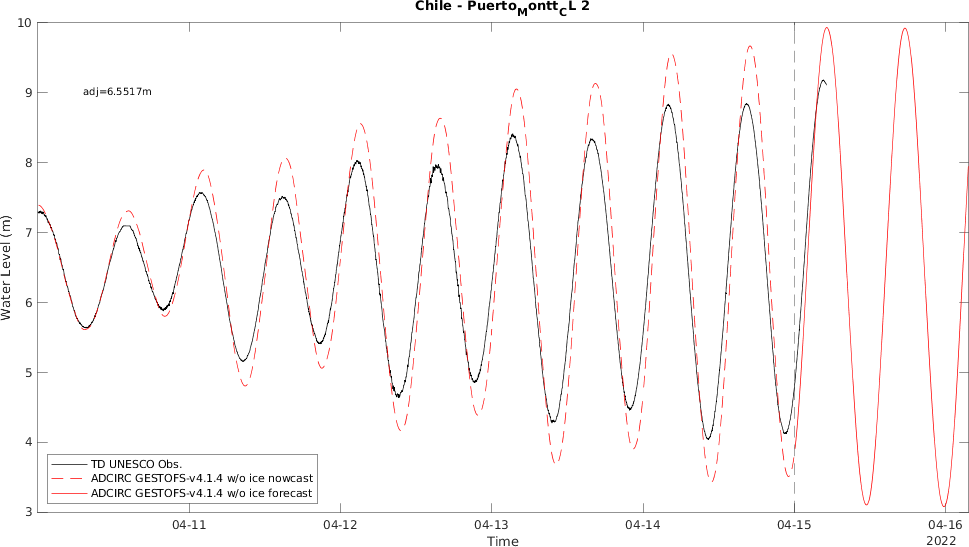 Chile - PuertoMonttCL 2
10
9
8
7
6
5
4
3
adj=6.5517m
Water Level (m)
TD UNESCO Obs.
ADCIRC GESTOFS-v4.1.4 w/o ice nowcast
ADCIRC GESTOFS-v4.1.4 w/o ice forecast
04-11 04-12 04-13 04-14 04-15 04-16
Time
2022